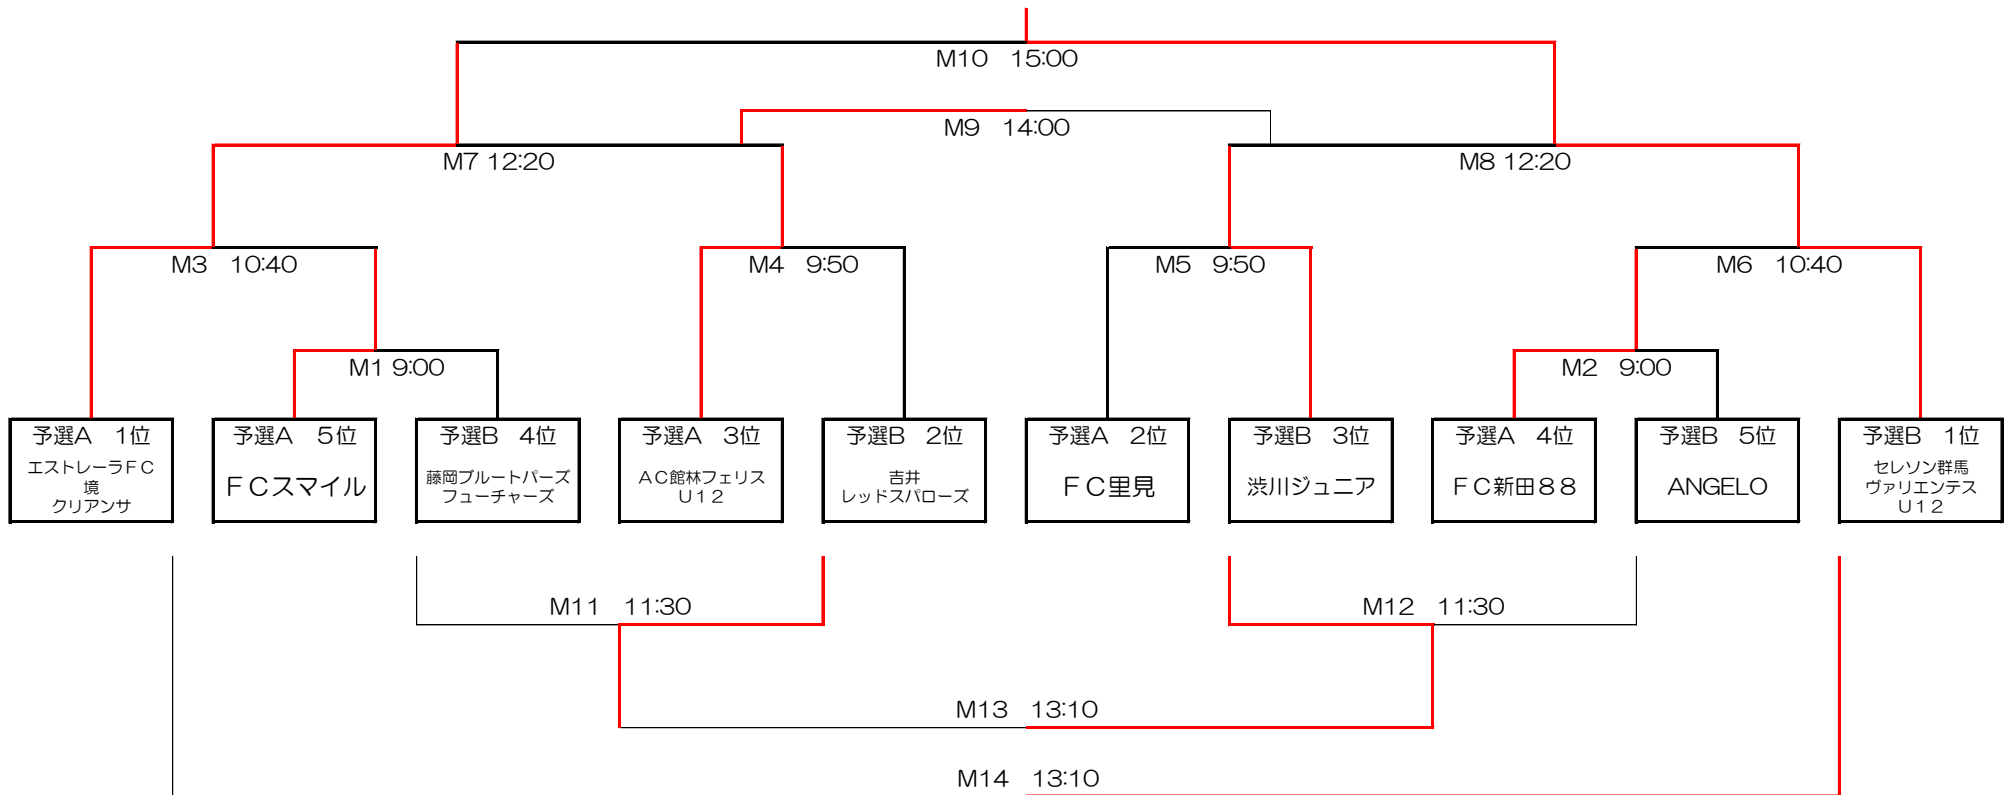 M10　15:00
M9　14:00
M7 12:20
M8 12:20
M3　10:40
M4　9:50
M5　9:50
M6　10:40
M1 9:00
M2　9:00
予選A　1位
エストレーラＦＣ
境
クリアンサ
予選A　5位
ＦＣスマイル
予選B　4位
藤岡ブルートパーズ
フューチャーズ
予選A　3位
ＡＣ館林フェリス
Ｕ１２
予選B　2位
吉井
レッドスパローズ
予選A　2位
ＦＣ里見
予選B　3位
渋川ジュニア
予選A　4位
ＦＣ新田８８
予選B　5位
ANGELO
予選B　1位
セレソン群馬
ヴァリエンテス
Ｕ１２
M11　11:30
M12　11:30
M13　13:10
M14　13:10